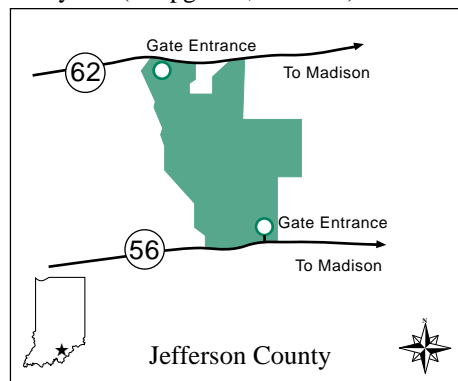 Gate Entrance
62
To Madison
Gate Entrance
56
To Madison
Jefferson County
N